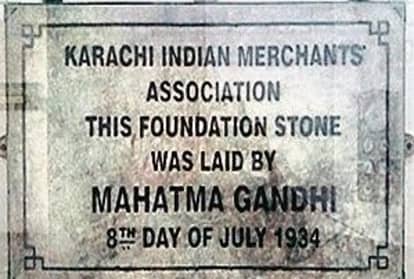 KARACHI INDIAN MERCHANTS'
ASSOCIATION
THIS FOUNDATION STONE
WAS LAID BY
MAHATMA GANDHI
8TH DAY OF JULY 1934